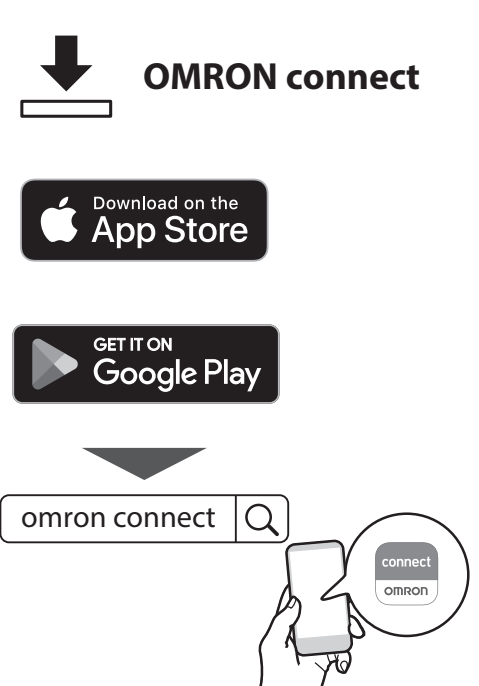 OMRON connect
Download on the
App Store
GET IT ON
Google Play
omron connect
connect
OMRON